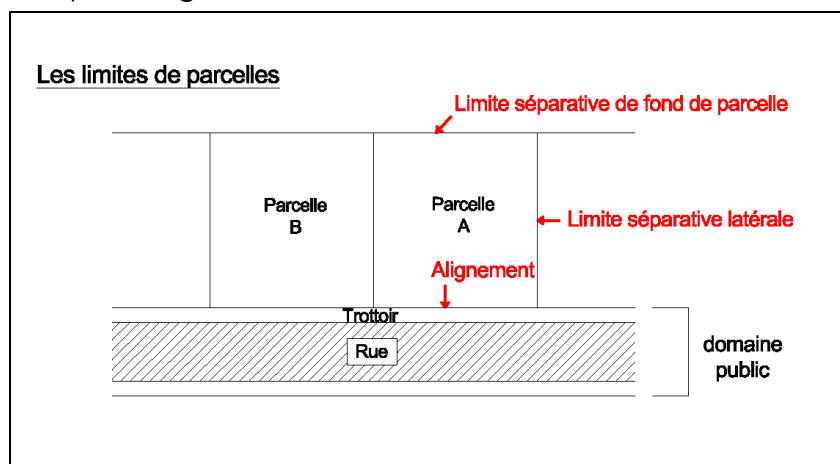 Les limites de parcelles
Limite séparative de fond de parcelle
Parcelle
B
Parcelle
A
Limite séparative latérale
Alignement
Trottoir
Rue
domaine
public